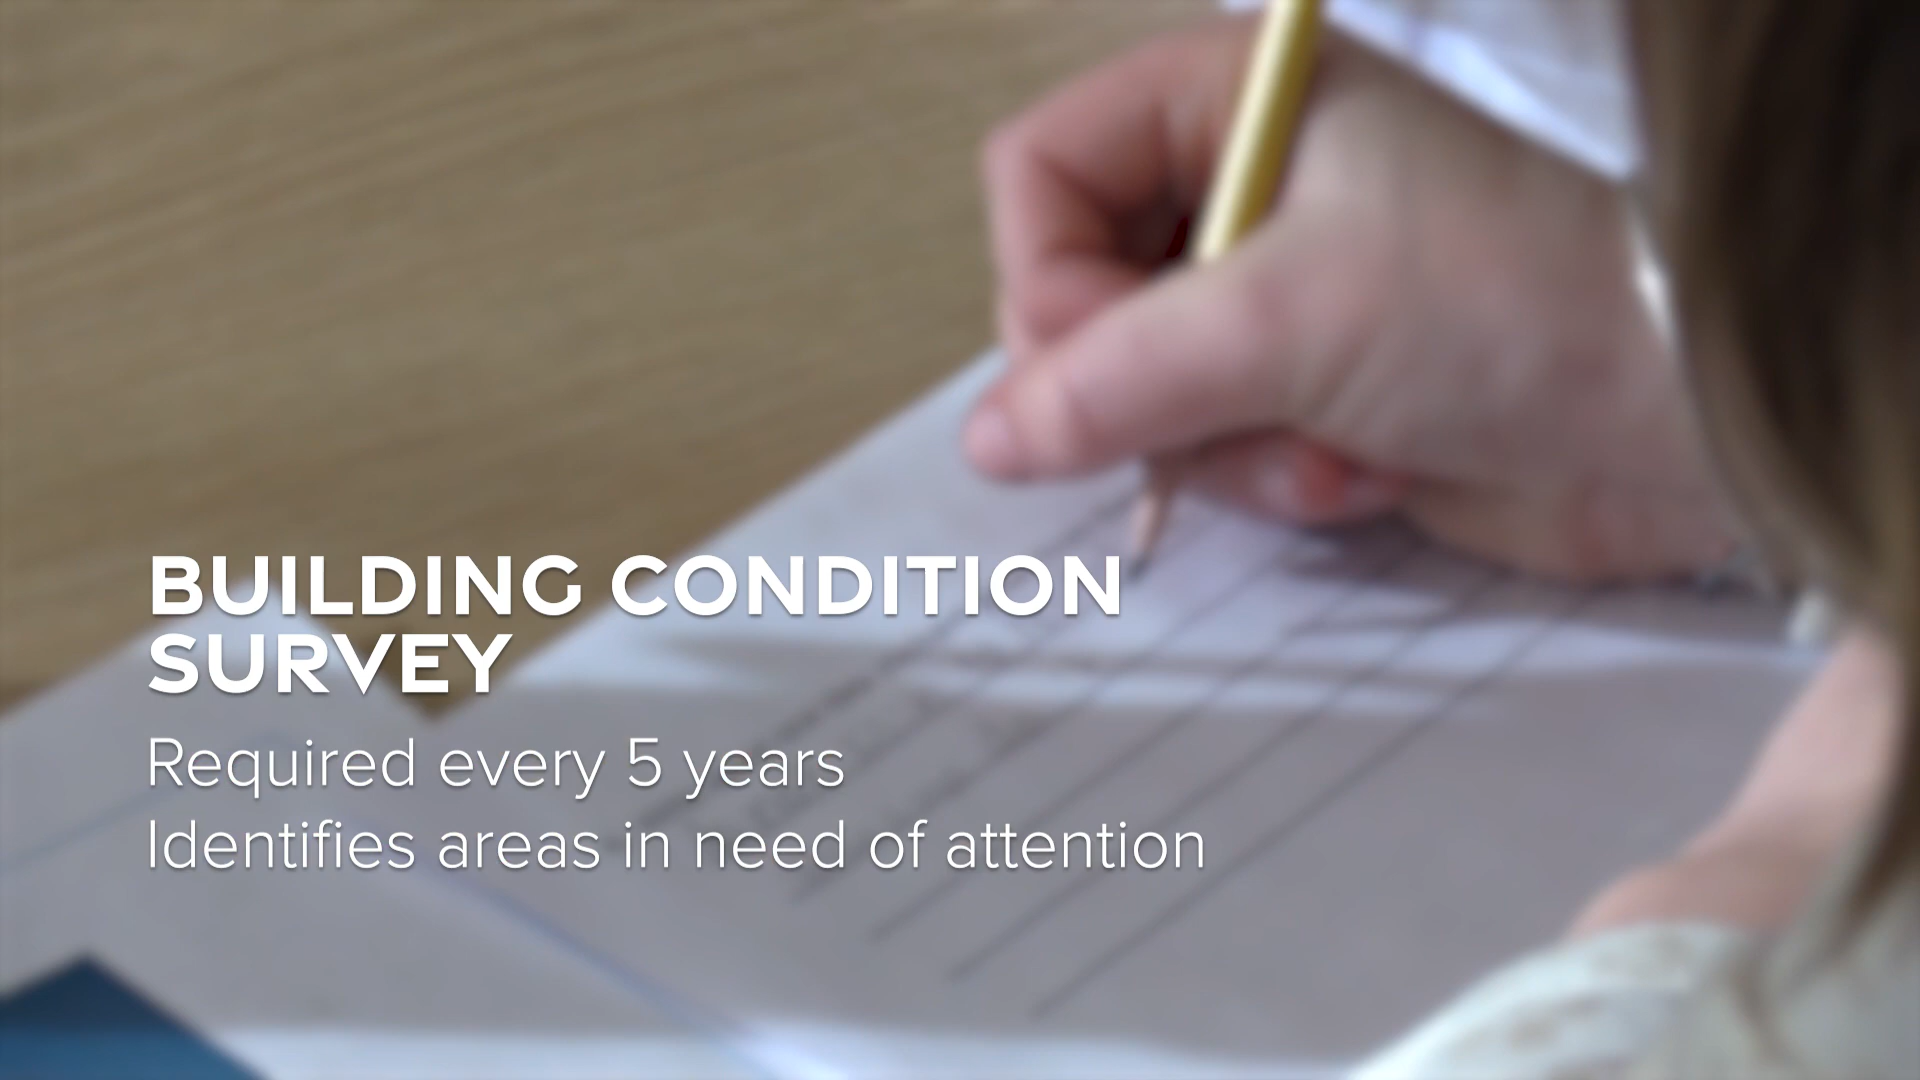 BUILDING CONDITION
SURVEY
Required every 5 years
Identifies areas in need of attention